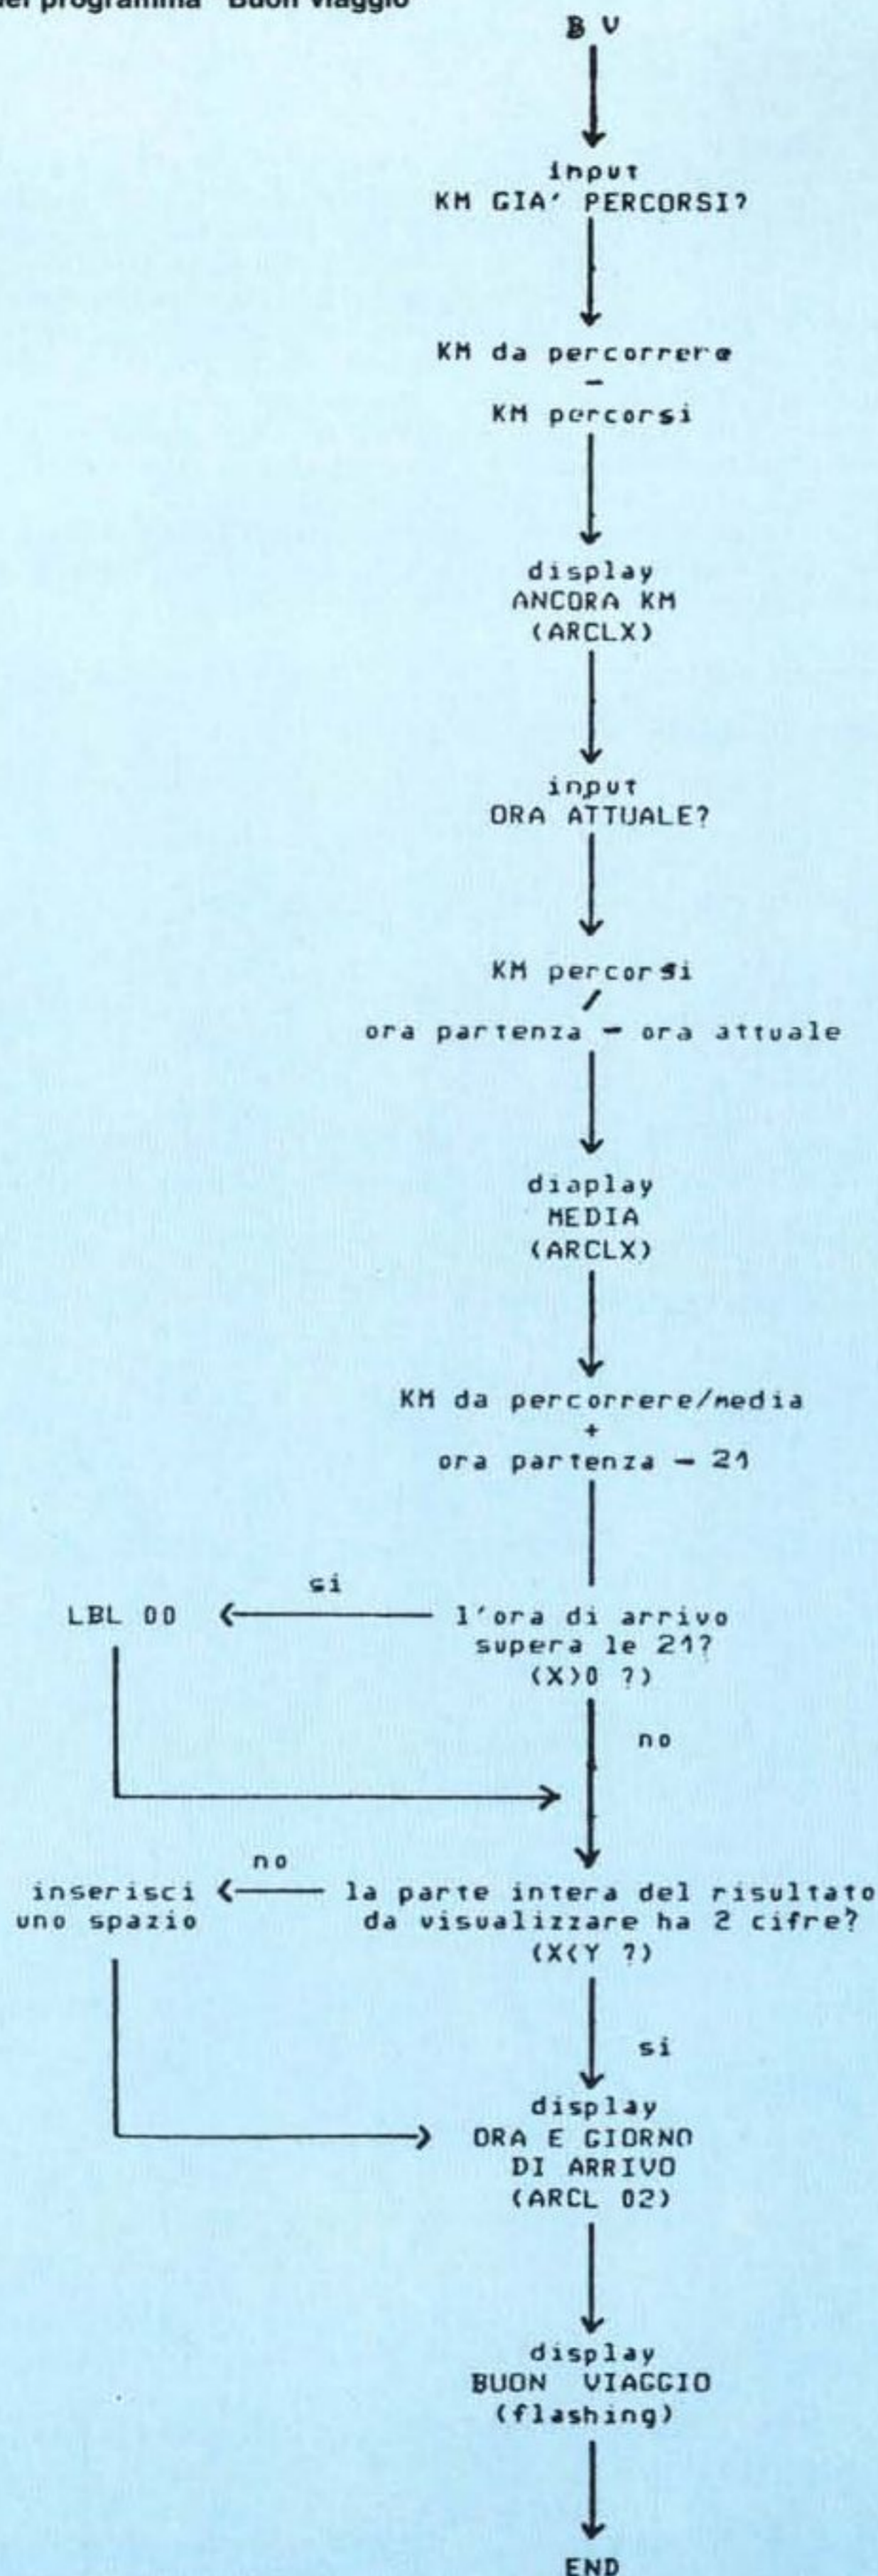 programma "Buon viaggio"
B V
input
KM GIA' PERCORSI?
KM da percorrere
-
KM percorsi
display
ANCORA KM
(ARCLX)
input
ORA ATTUALE?
KM percorsi
/
ora partenza - ora attuale
diaplay
MEDIA
(ARCLX)
KM da percorrere/media
+
ora partenza - 21
si
LBL 00
l'ora di arrivo
supera le 21?
(X>0 ?)
no
no
inserisci
uno spazio
la parte intera del risultato
da visualizzare ha 2 cifre?
(X<Y ?)
si
display
ORA E GIORNO
DI ARRIVO
(ARCL 02)
display
BUON VIAGGIO
(flashing)
END